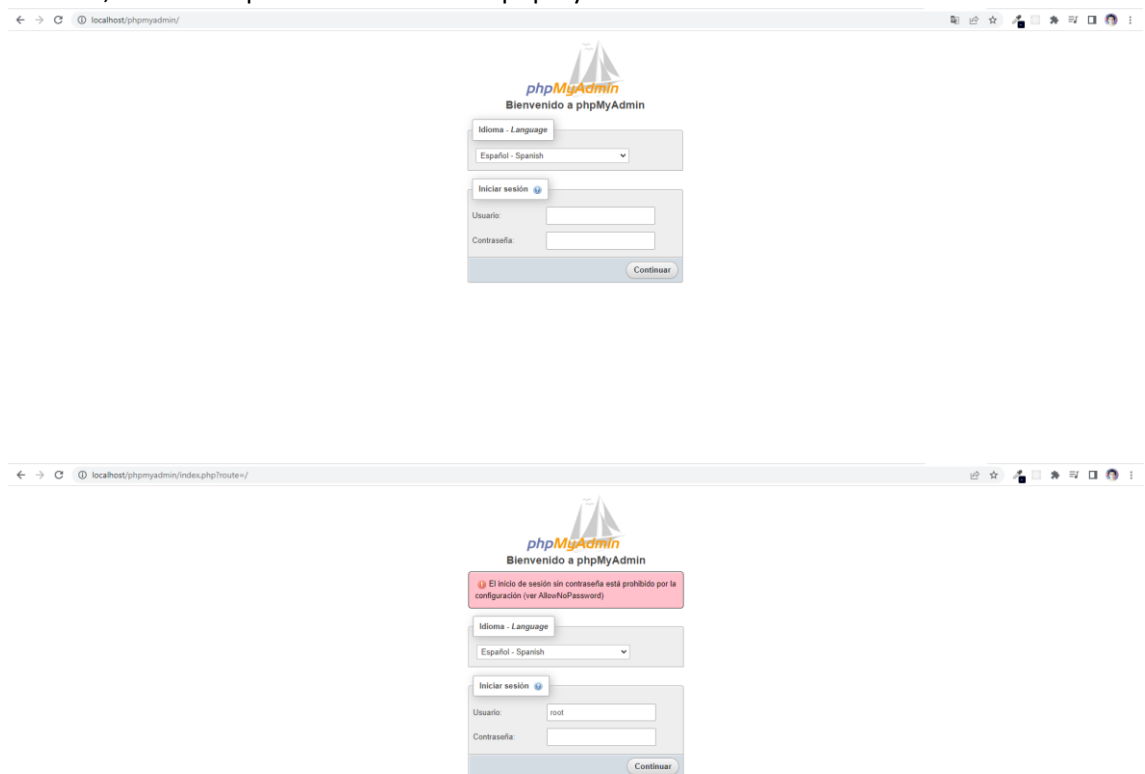 localhost/phpmyadmin/
phpMyAdmin
Bienvenido a phpMyAdmin
Idioma - Language
Español - Spanish
Iniciar sesión
Usuario:
Contraseña:
Continuar
localhost/phpmyadmin/index.php?route=/
phpMyAdmin
Bienvenido a phpMyAdmin
El inicio de sesión sin contraseña está prohibido por la
configuración (ver AllowNoPassword)
Idioma - Language
Español - Spanish
Iniciar sesión
Usuario: root
Contraseña:
Continuar